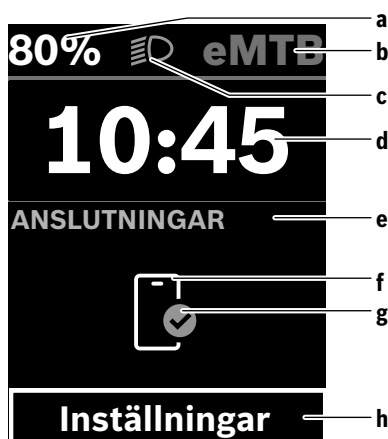 80% eMTB
10:45
ANSLUTNINGAR
Inställningar
a
b
c
d
e
f
g
h